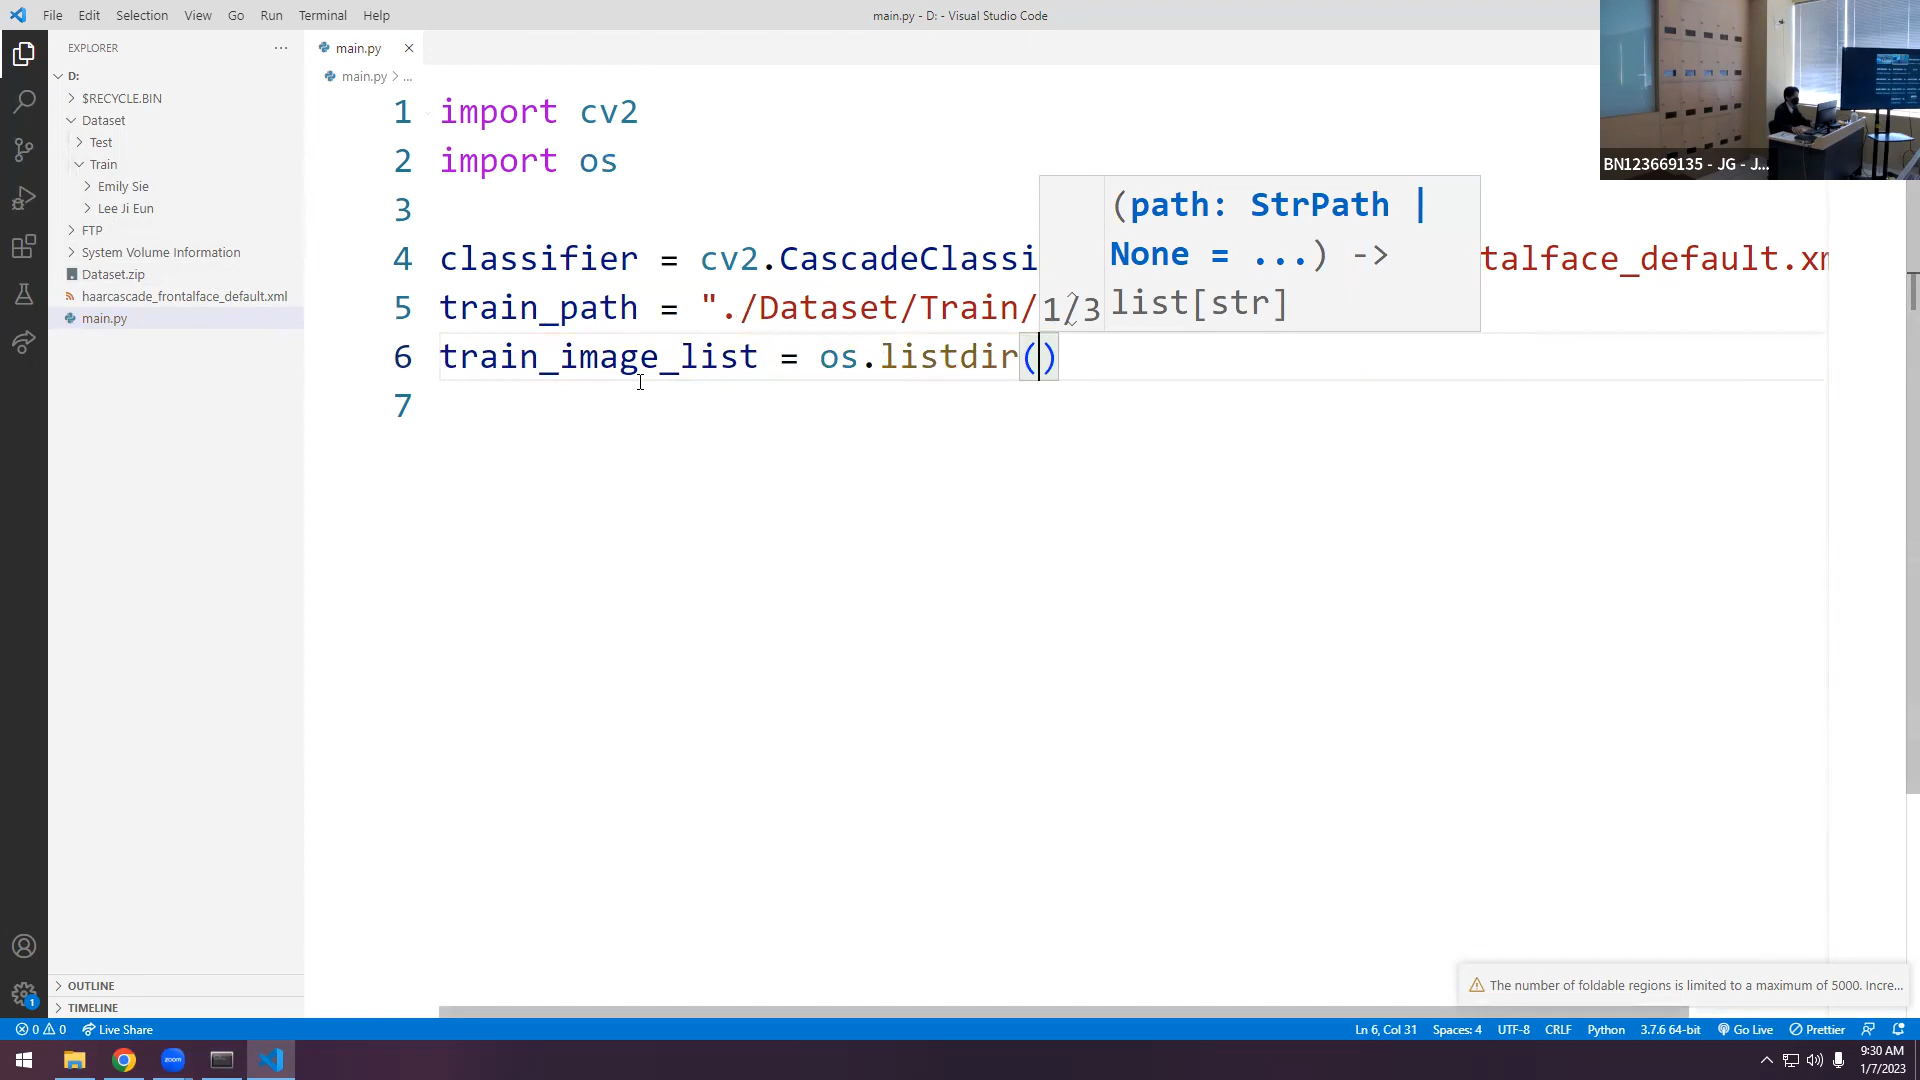 File Edit Selection View Go Run Terminal Help
main.py - D: - Visual Studio Code
EXPLORER
D:
$RECYCLE.BIN
Dataset
Test
Train
Emily Sie
Lee Ji Eun
FTP
System Volume Information
Dataset.zip
haarcascade_frontalface_default.xml
main.py
OUTLINE
TIMELINE
main.py
main.py > ...
1 import cv2
2 import os
3
4 classifier = cv2.CascadeClassi talface_default.xm
5 train_path = "./Dataset/Train/
6 train_image_list = os.listdir()
7
(path: StrPath |
None = ...) ->
1/3 list[str]
BN123669135 - JG - J...
The number of foldable regions is limited to a maximum of 5000. Incre...
0 0 Live Share
Ln 6, Col 31 Spaces: 4 UTF-8 CRLF Python 3.7.6 64-bit Go Live Prettier
1
zoom
9:30 AM
1/7/2023